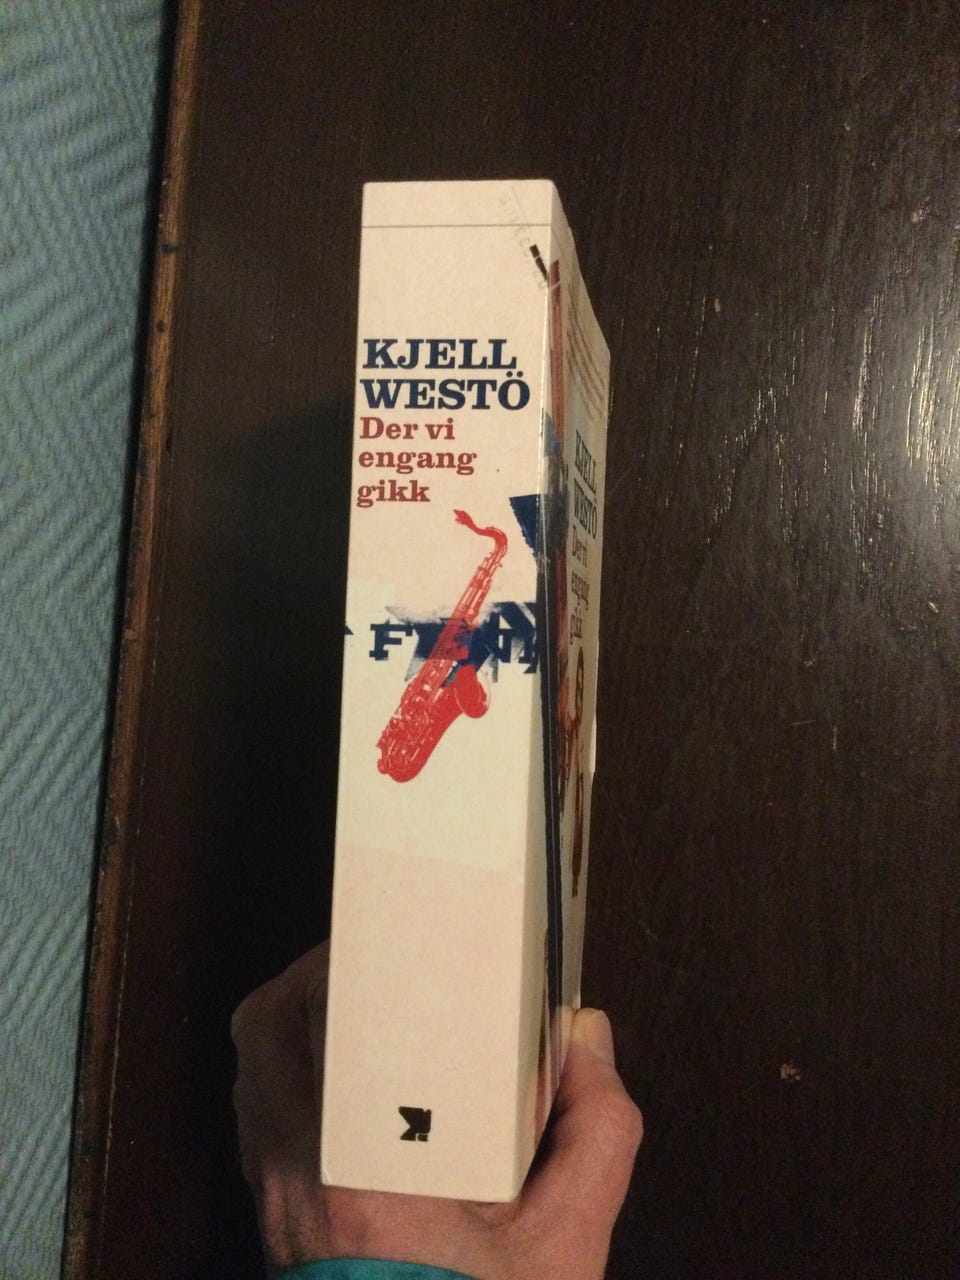 KJELL
WESTÖ
Der vi
engang
gikk
KJELL
WESTÖ
Der vi
engang
gikk